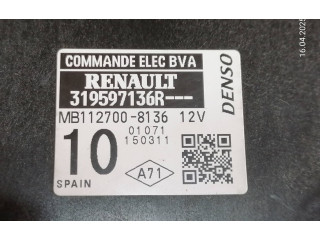 COMMANDE ELEC BVA
RENAULT
319597136R---
MB112700-8136 12V
10
01071
150311
SPAIN
A71
DENSO
16.04.2025